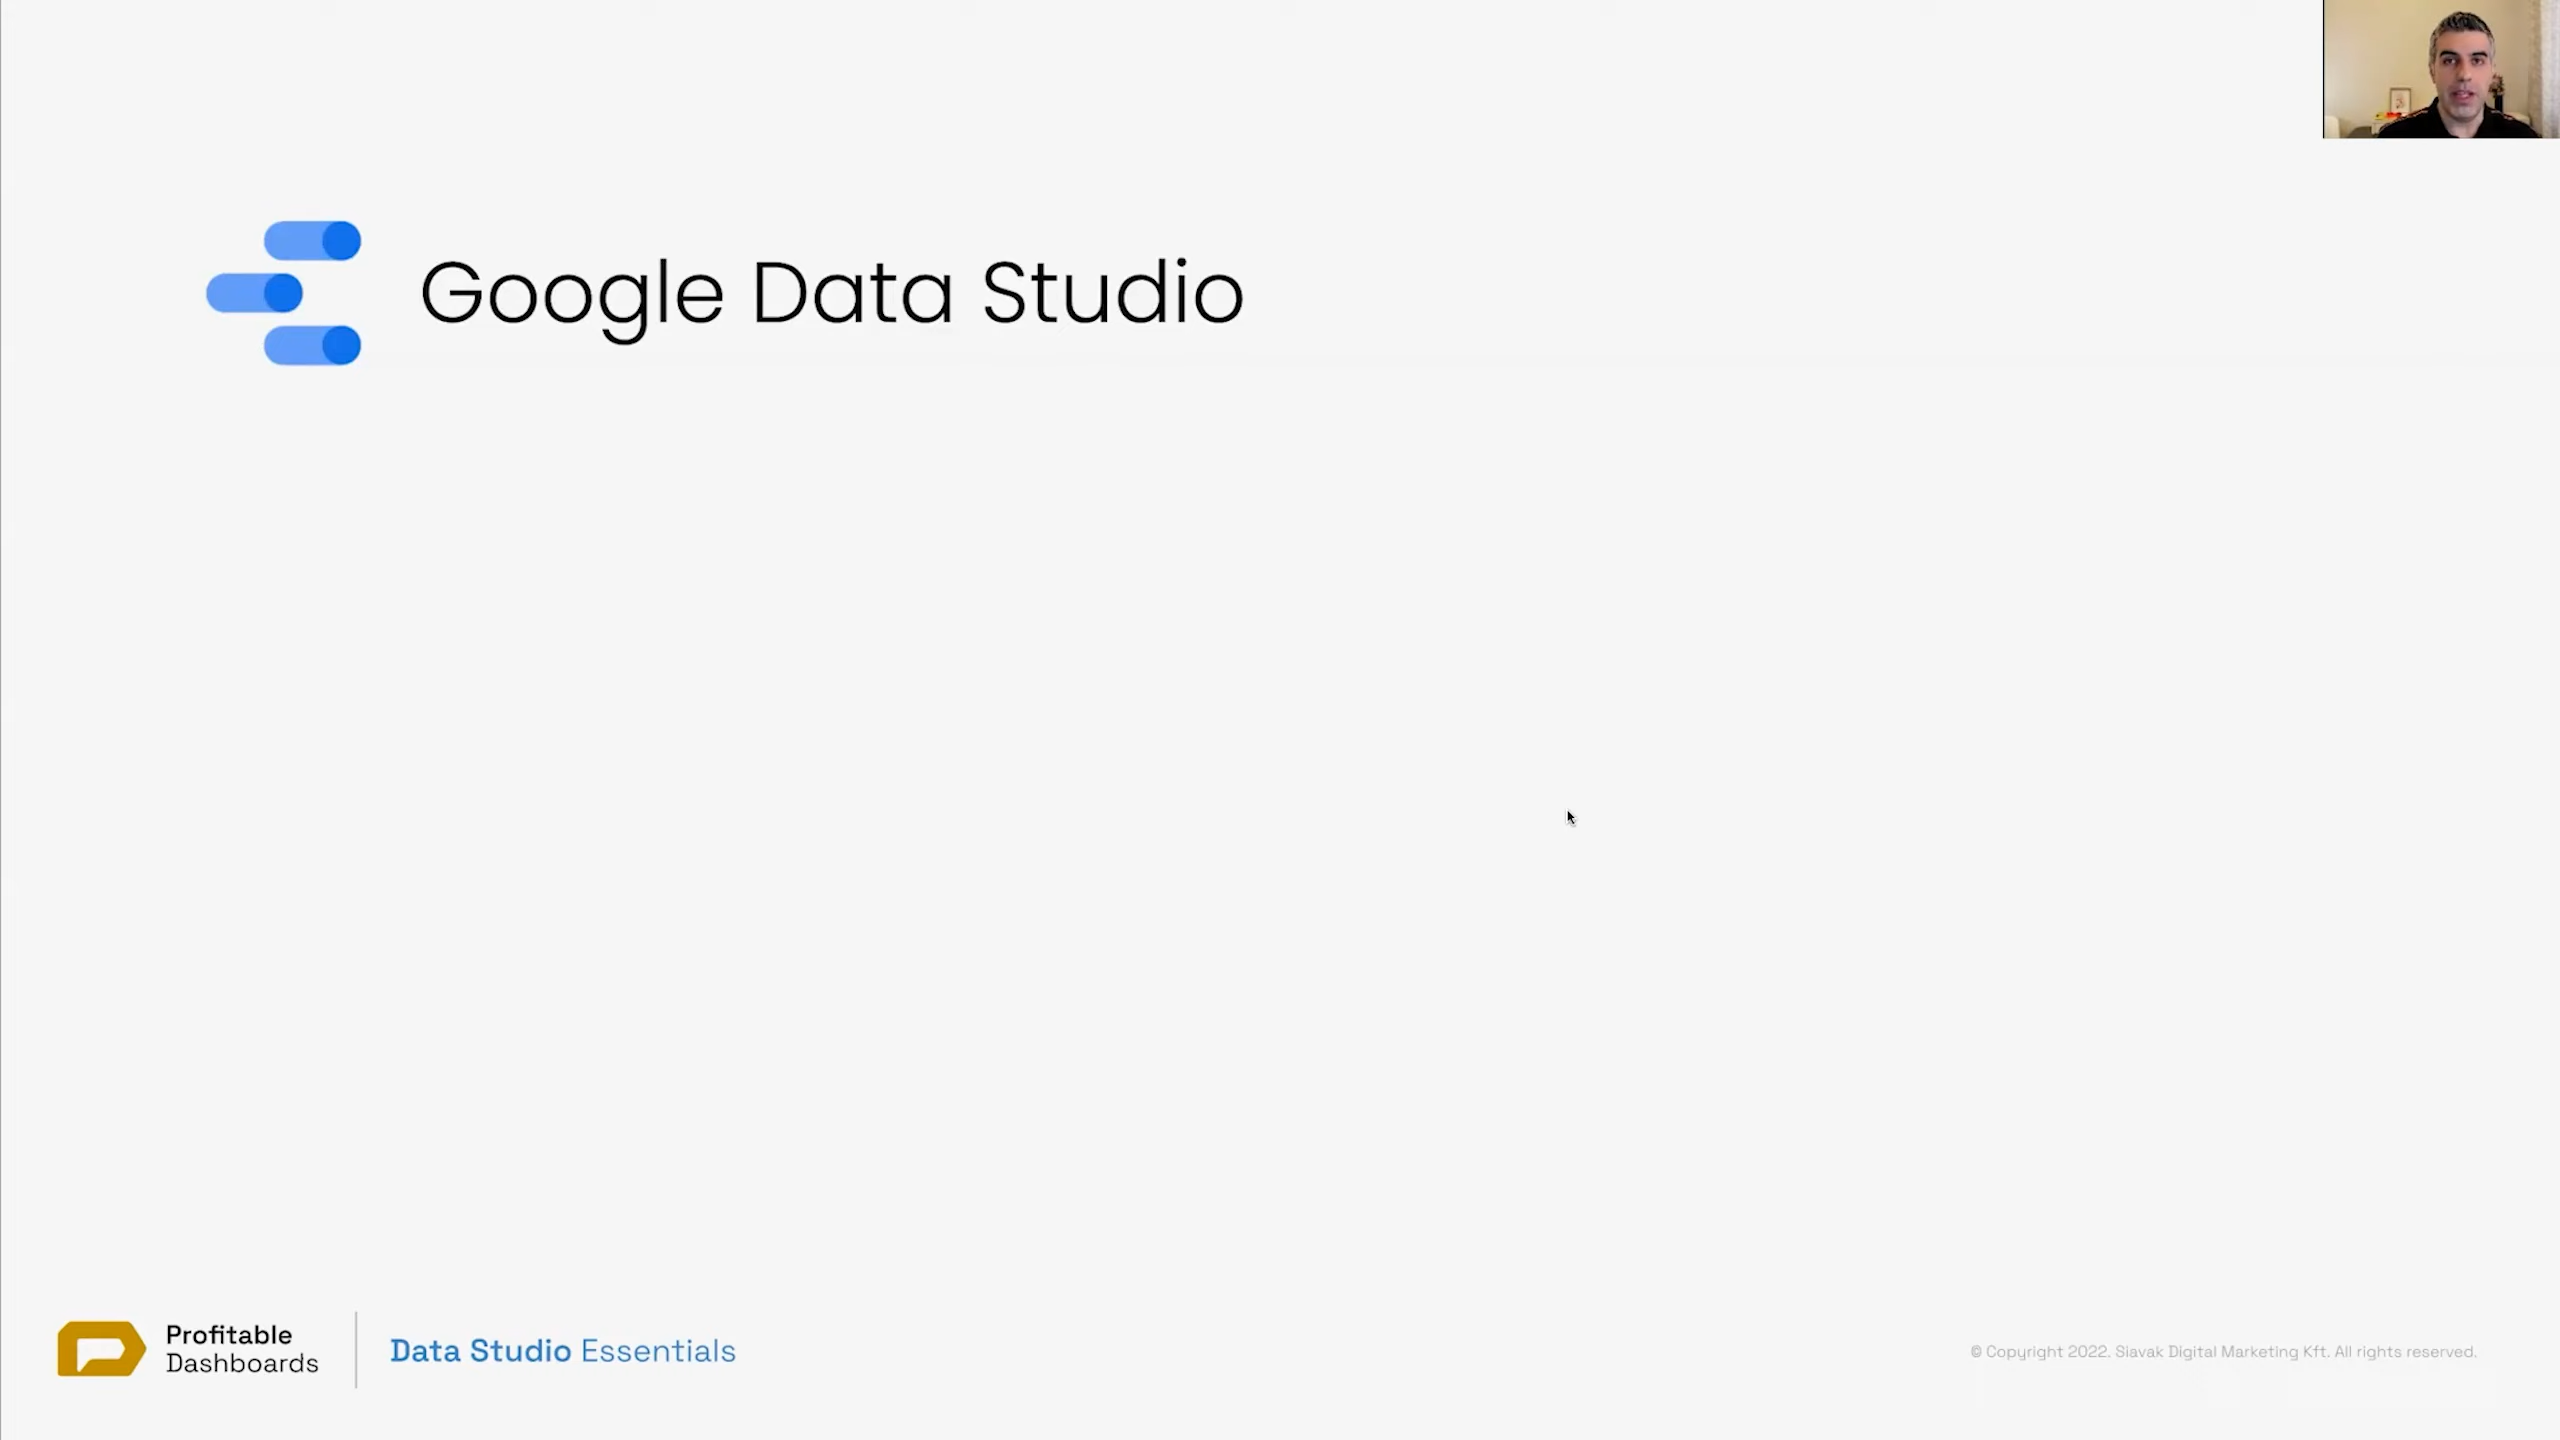 Google Data Studio
Profitable
Dashboards
Data Studio Essentials
© Copyright 2022. Siavak Digital Marketing Kft. All rights reserved.